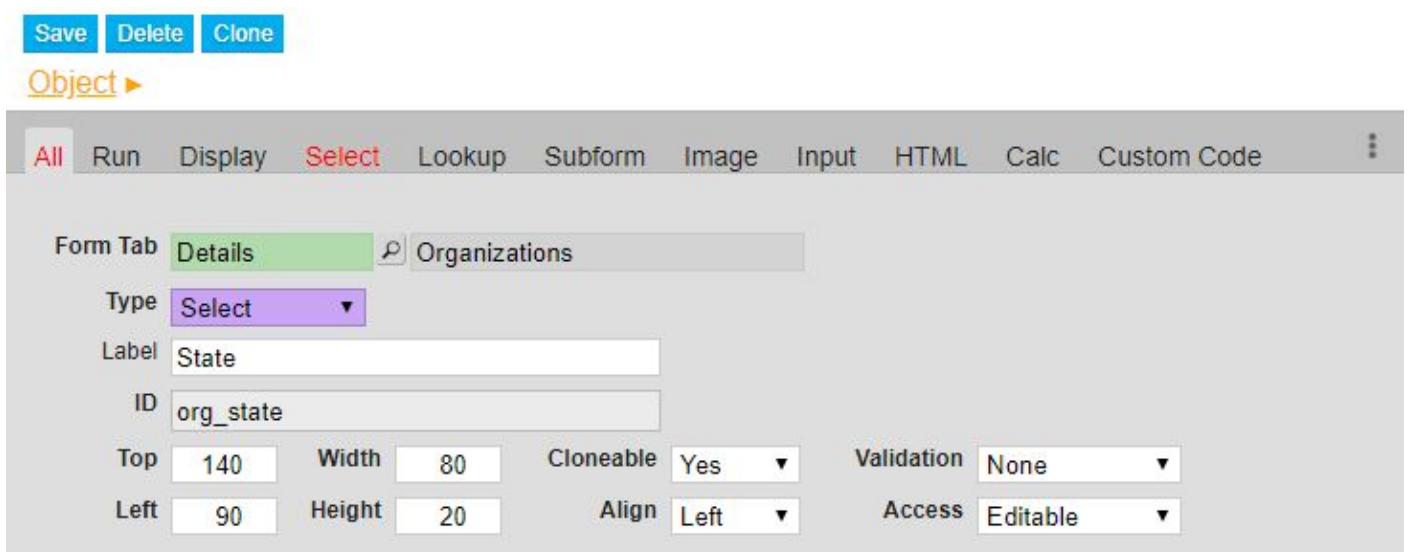 Save Delete Clone
Object ▸
All Run Display Select Lookup Subform Image Input HTML Calc Custom Code
Form Tab Details Organizations
Type Select
Label State
ID org_state
Top 140 Width 80 Cloneable Yes Validation None
Left 90 Height 20 Align Left Access Editable